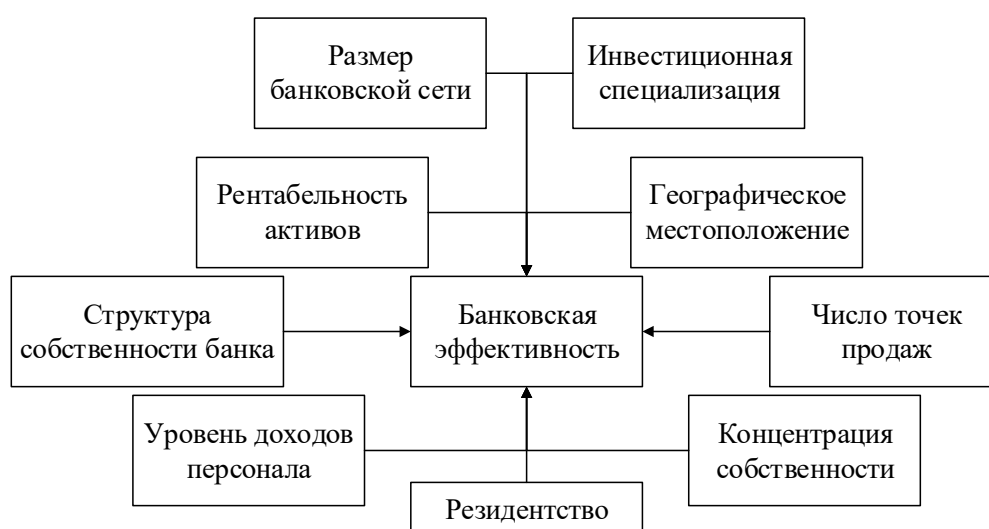 Размер
банковской сети
Инвестиционная
специализация
Рентабельность
активов
Географическое
местоположение
Структура
собственности банка
Банковская
эффективность
Число точек
продаж
Уровень доходов
персонала
Концентрация
собственности
Резидентство